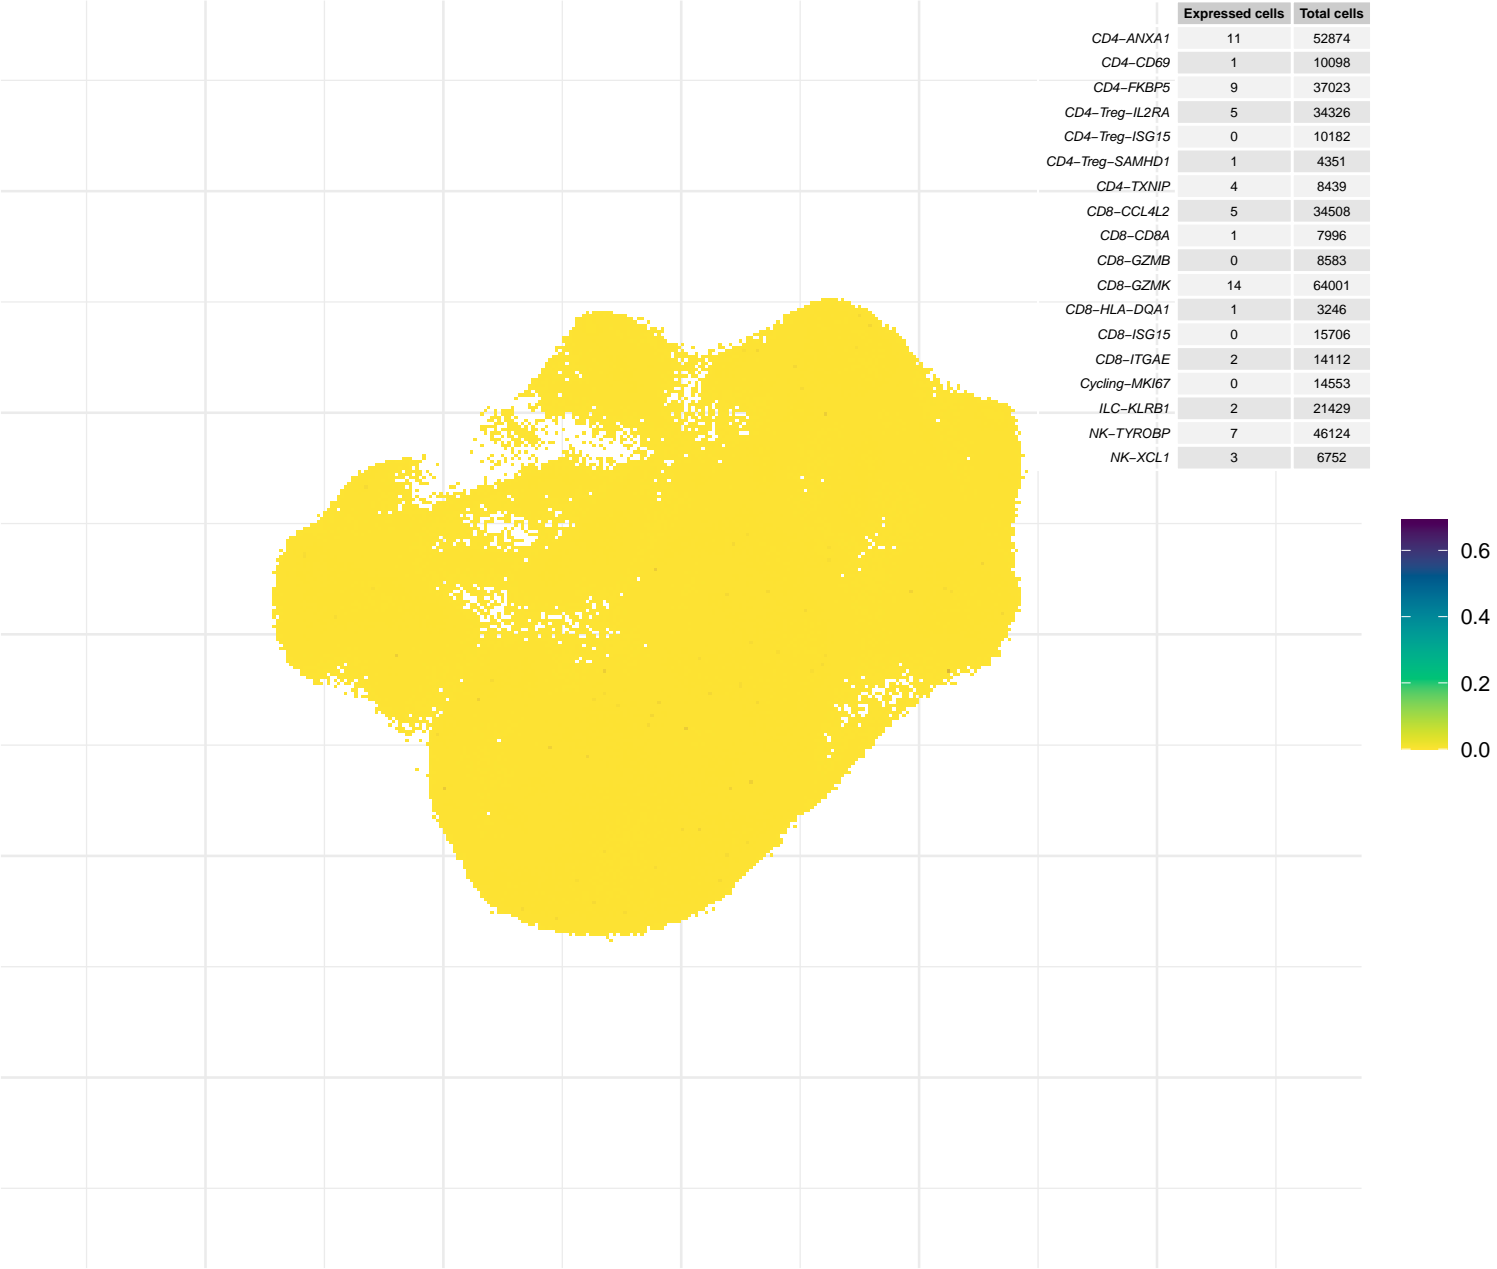 Expressed cells Total cells
CD4−ANXA1 11 52874
CD4−CD69 1 10098
CD4−FKBP5 9 37023
CD4−Treg−IL2RA 5 34326
CD4−Treg−ISG15 0 10182
CD4−Treg−SAMHD1 1 4351
CD4−TXNIP 4 8439
CD8−CCL4L2 5 34508
CD8−CD8A 1 7996
CD8−GZMB 0 8583
CD8−GZMK 14 64001
CD8−HLA−DQA1 1 3246
CD8−ISG15 0 15706
CD8−ITGAE 2 14112
Cycling−MKI67 0 14553
ILC−KLRB1 2 21429
NK−TYROBP 7 46124
NK−XCL1 3 6752
0.6
0.4
0.2
0.0